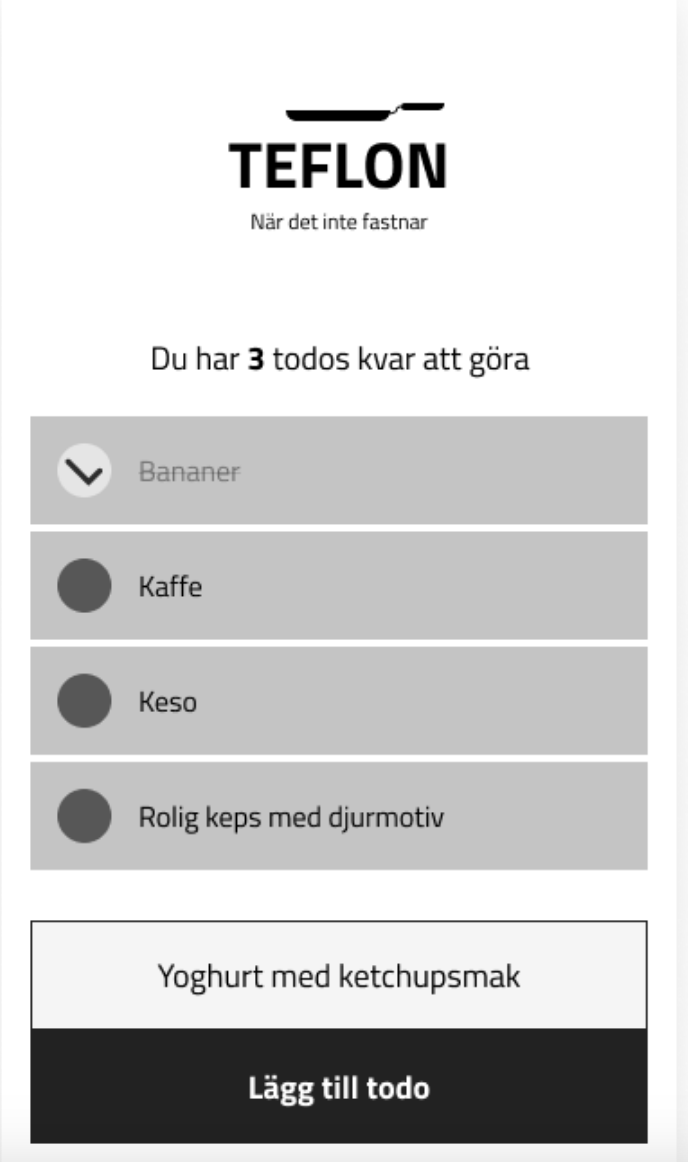 TEFLON
När det inte fastnar
Du har 3 todos kvar att göra
Bananer
Kaffe
Keso
Rolig keps med djurmotiv
Yoghurt med ketchupsmak
Lägg till todo